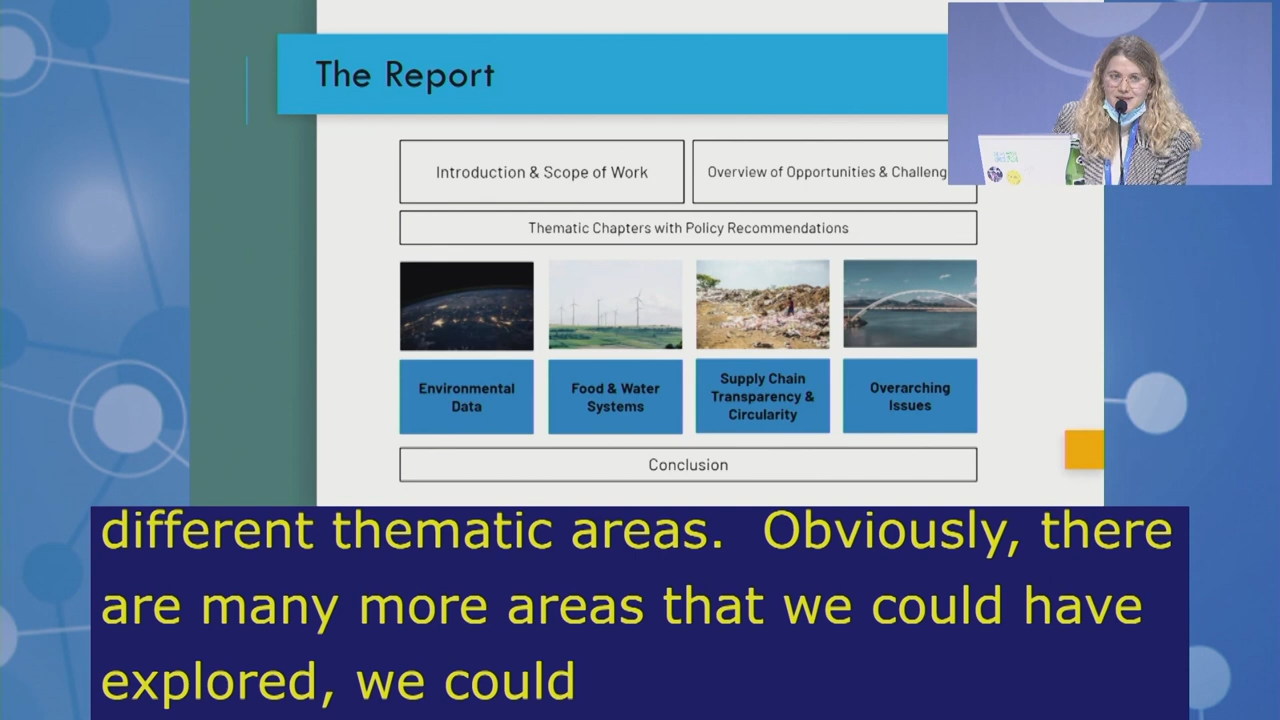 The Report
Introduction & Scope of Work
Overview of Opportunities & Challeng
Thematic Chapters with Policy Recommendations
Environmental
Data
Food & Water
Systems
Supply Chain
Transparency &
Circularity
Overarching
Issues
Conclusion
different thematic areas.  Obviously, there
are many more areas that we could have
explored, we could